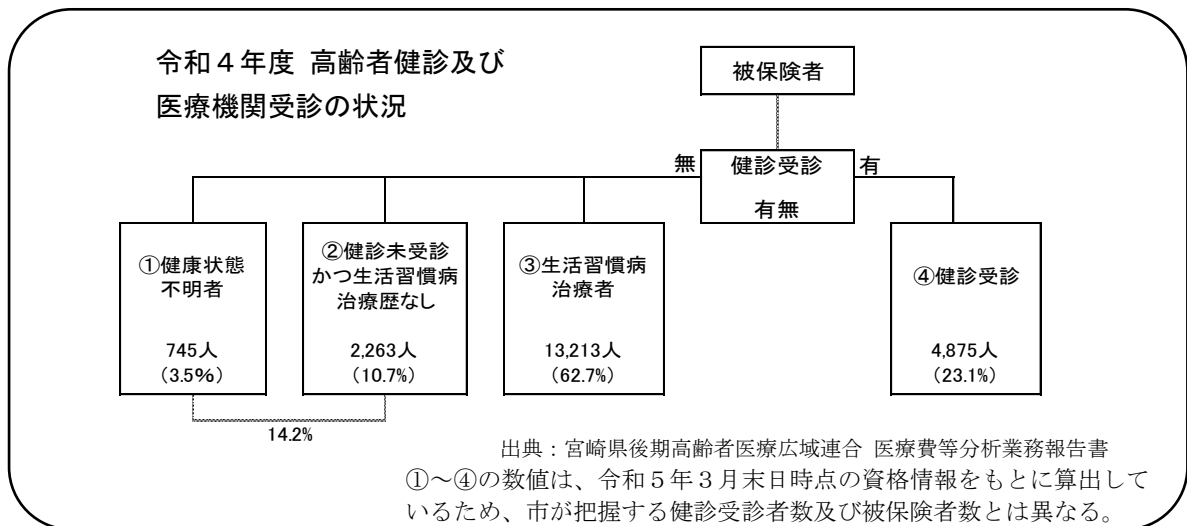 令和４年度 高齢者健診及び
医療機関受診の状況
被保険者
無
健診受診
有無
有
①健康状態
不明者
745人
（3.5％）
②健診未受診
かつ生活習慣病
治療歴なし
2,263人
（10.7%）
③生活習慣病
治療者
13,213人
（62.7%）
④健診受診
4,875人
（23.1%）
14.2%
出典：宮崎県後期高齢者医療広域連合 医療費等分析業務報告書
①～④の数値は、令和５年３月末日時点の資格情報をもとに算出して
いるため、市が把握する健診受診者数及び被保険者数とは異なる。